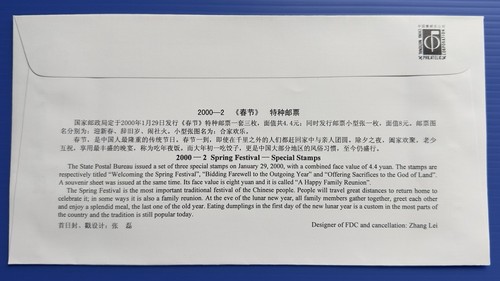 2000—2 《春节》 特种邮票
国家邮政局定于2000年1月29日发行《春节》特种邮票一套三枚，面值共4.4元；同时发行邮票小型张一枚，面值8元。邮票图
名分别为：迎新春、辞旧岁、闹社火，小型张图名为：合家欢乐。
春节，是中国人最隆重的传统节日。春节一到，即使在千里之外的人们都赶回家中与亲人团圆。除夕之夜，阖家欢聚，老少
互祝，享用最丰盛的晚宴，称为吃年夜饭。而大年初一吃饺子，更是中国大部分地区的风俗习惯，至今仍盛行。
2000 — 2 Spring Festival — Special Stamps
The State Postal Bureau issued a set of three special stamps on January 29, 2000, with a combined face value of 4.4 yuan. The stamps are
respectively titled “Welcoming the Spring Festival”, “Bidding Farewell to the Outgoing Year” and “Offering Sacrifices to the God of Land”.
A souvenir sheet was issued at the same time. Its face value is eight yuan and it is called “A Happy Family Reunion”.
The Spring Festival is the most important traditional festival of the Chinese people. People will travel great distances to return home to
celebrate it; in some ways it is also a family reunion. At the eve of the lunar new year, all family members gather together, greet each other
and enjoy a splendid meal, the last one of the old year. Eating dumplings in the first day of the new lunar year is a custom in the most parts of
the country and the tradition is still popular today.
首日封、戳设计：张 磊
Designer of FDC and cancellation: Zhang Lei